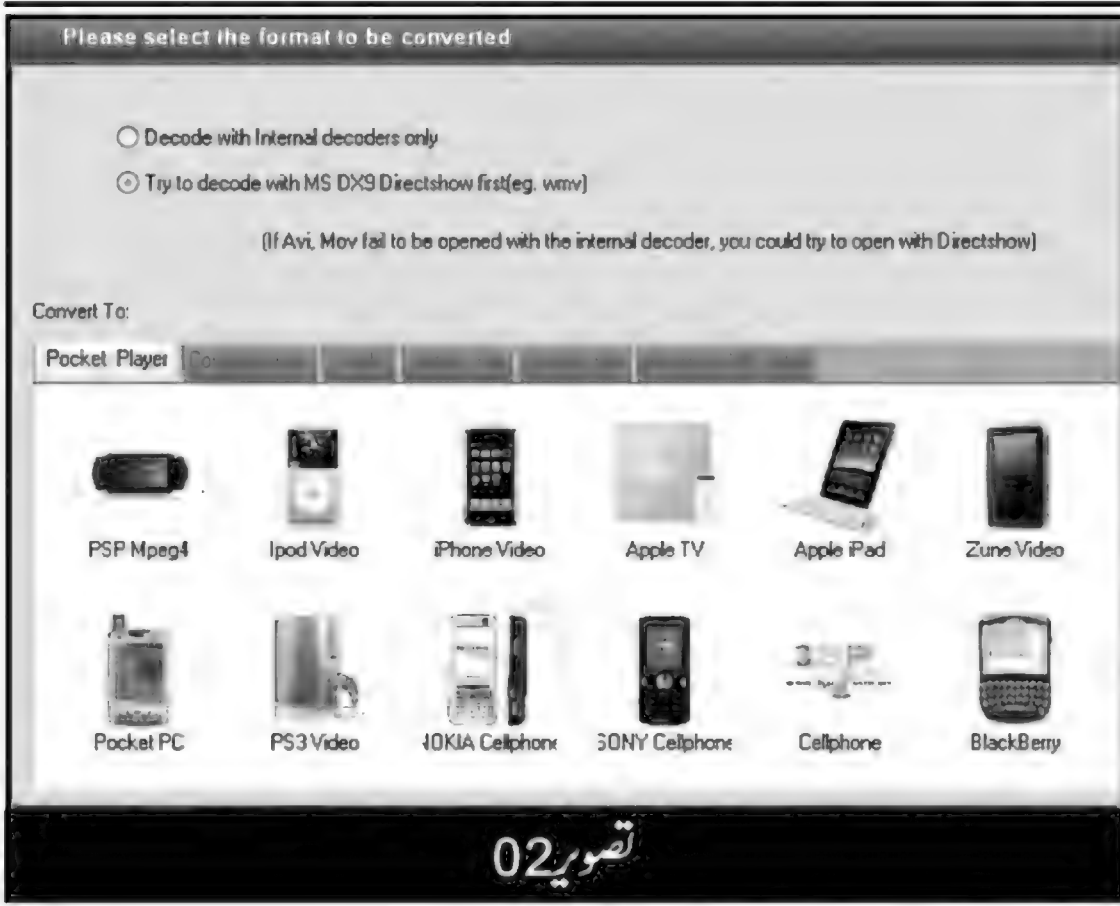 Please select the format to be converted
Decode with Internal decoders only
Try to decode with MS DX9 Directshow first(eg. wmv)
(If Avi, Mov fail to be opened with the internal decoder, you could try to open with Directshow)
Convert To:
Pocket Player
PSP Mpeg4 Ipod Video iPhone Video Apple TV Apple iPad Zune Video
Pocket PC PS3 Video NOKIA Cellphone SONY Cellphone Cellphone BlackBerry
تصویر02